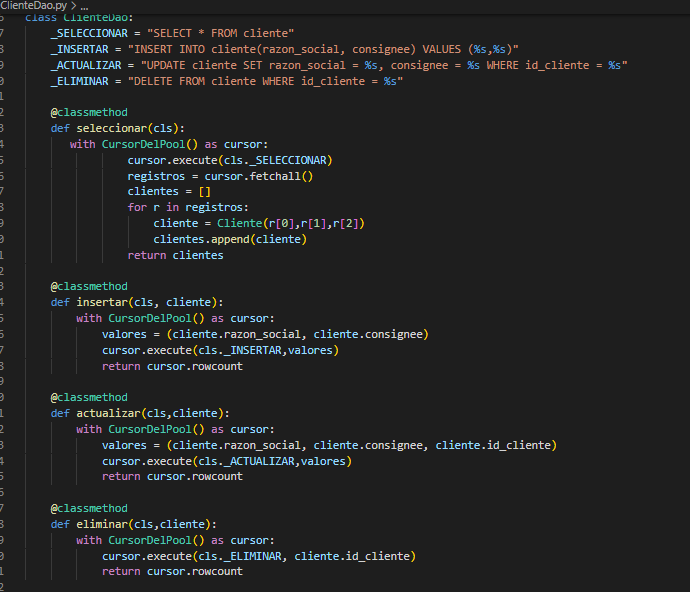 ClienteDao.py > ...
class ClienteDao:
    _SELECCIONAR = "SELECT * FROM cliente"
    _INSERTAR = "INSERT INTO cliente(razon_social, consignee) VALUES (%s,%s)"
    _ACTUALIZAR = "UPDATE cliente SET razon_social = %s, consignee = %s WHERE id_cliente = %s"
    _ELIMINAR = "DELETE FROM cliente WHERE id_cliente = %s"

    @classmethod
    def seleccionar(cls):
       with CursorDelPool() as cursor:
                cursor.execute(cls._SELECCIONAR)
                registros = cursor.fetchall()
                clientes = []
                for r in registros:
                    cliente = Cliente(r[0],r[1],r[2])
                    clientes.append(cliente)
                return clientes

    @classmethod
    def insertar(cls, cliente):
        with CursorDelPool() as cursor:
            valores = (cliente.razon_social, cliente.consignee)
            cursor.execute(cls._INSERTAR,valores)
            return cursor.rowcount

    @classmethod
    def actualizar(cls,cliente):
        with CursorDelPool() as cursor:
            valores = (cliente.razon_social, cliente.consignee, cliente.id_cliente)
            cursor.execute(cls._ACTUALIZAR,valores)
            return cursor.rowcount

    @classmethod
    def eliminar(cls,cliente):
        with CursorDelPool() as cursor:
            cursor.execute(cls._ELIMINAR, cliente.id_cliente)
            return cursor.rowcount